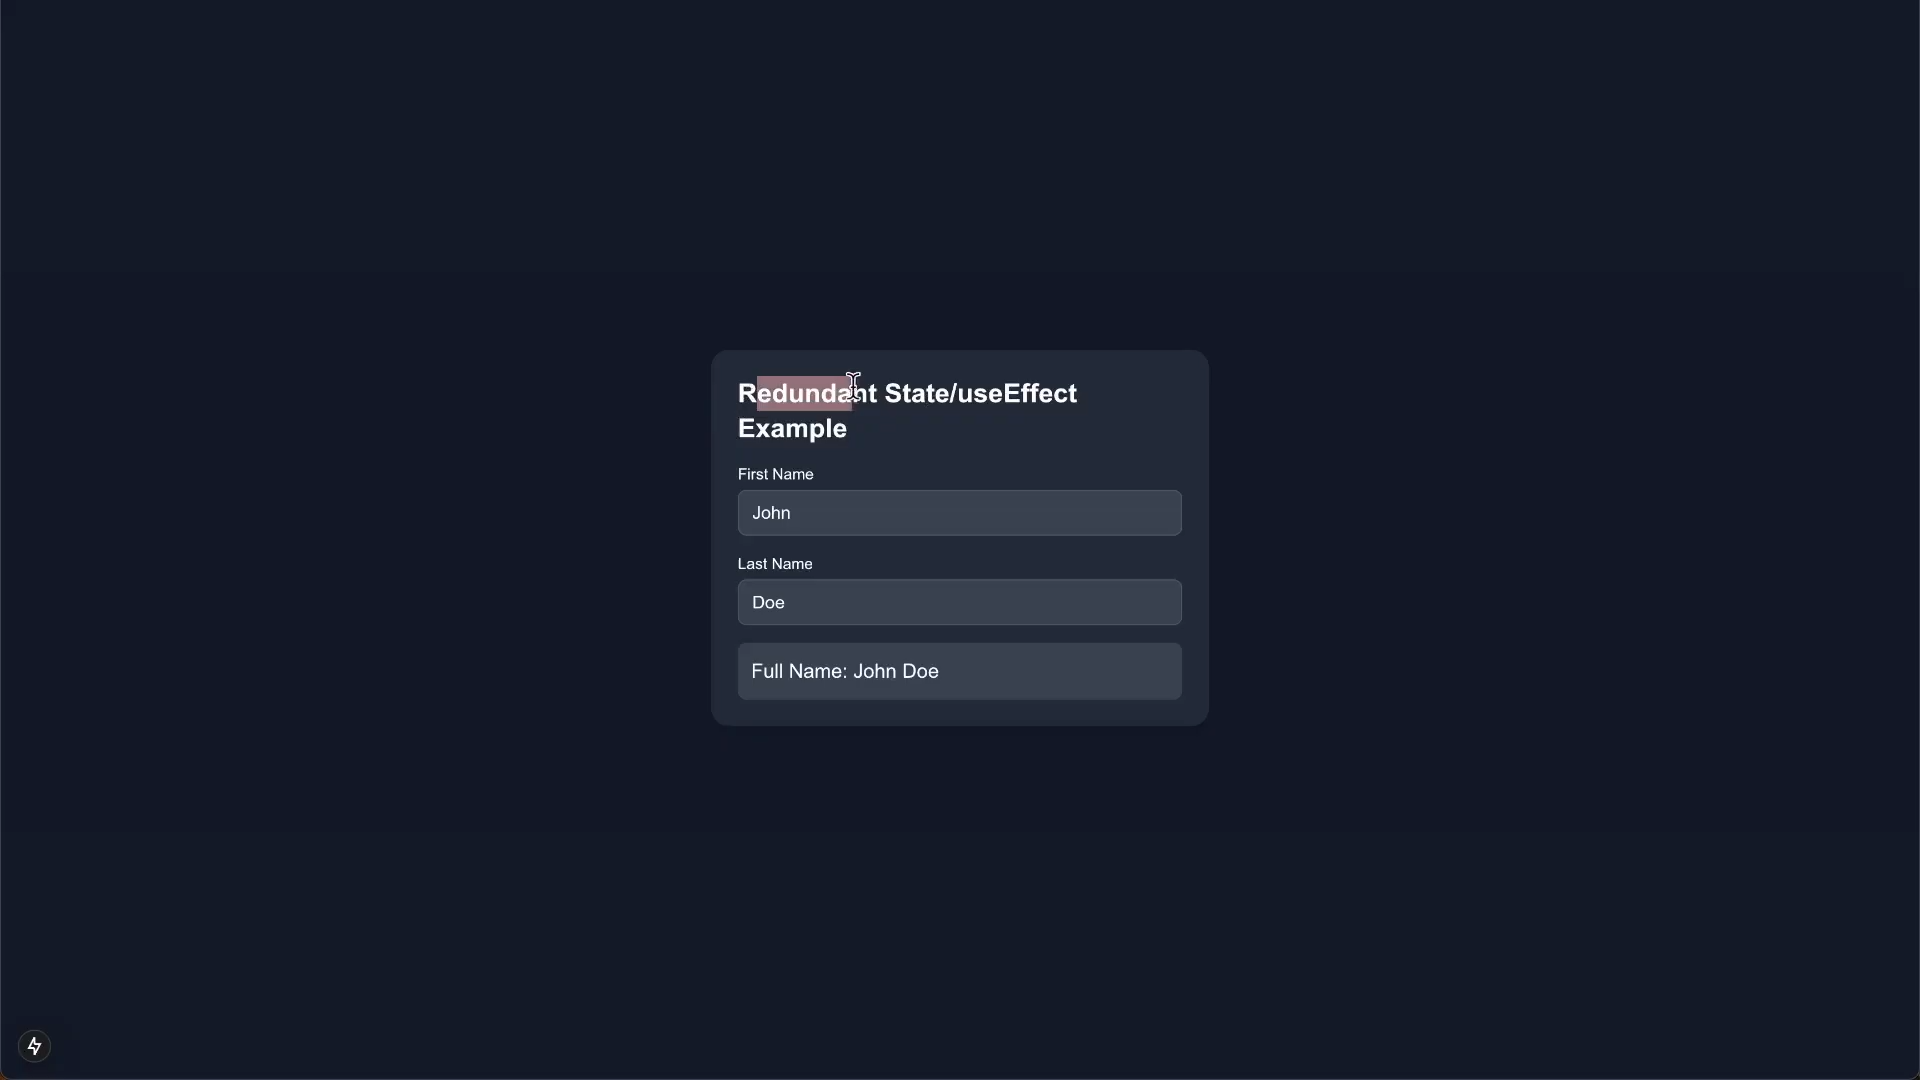 Redundant State/useEffect
Example
First Name
John
Last Name
Doe
Full Name: John Doe